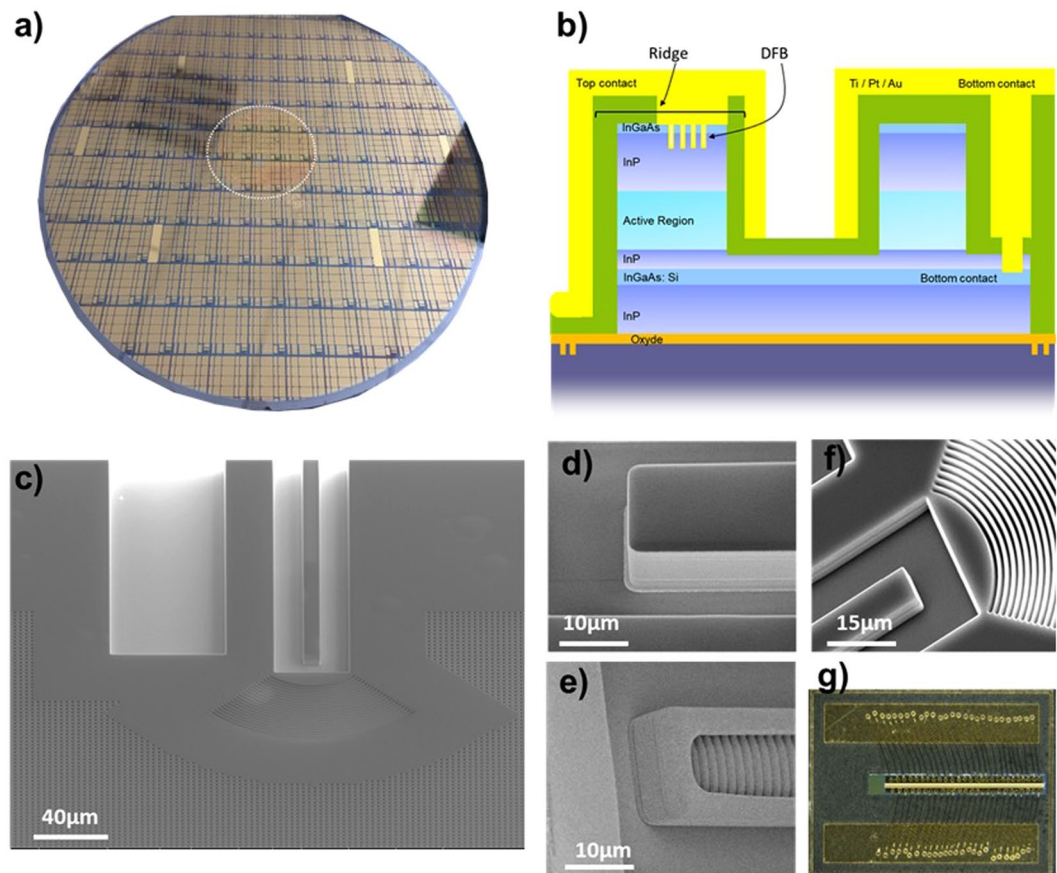 a)
b)
Ridge
DFB
Top contact
Ti / Pt / Au
Bottom contact
InGaAs
InP
Active Region
InP
InGaAs: Si
Bottom contact
InP
Oxyde
c)
40µm
d)
10µm
f)
15µm
e)
10µm
g)